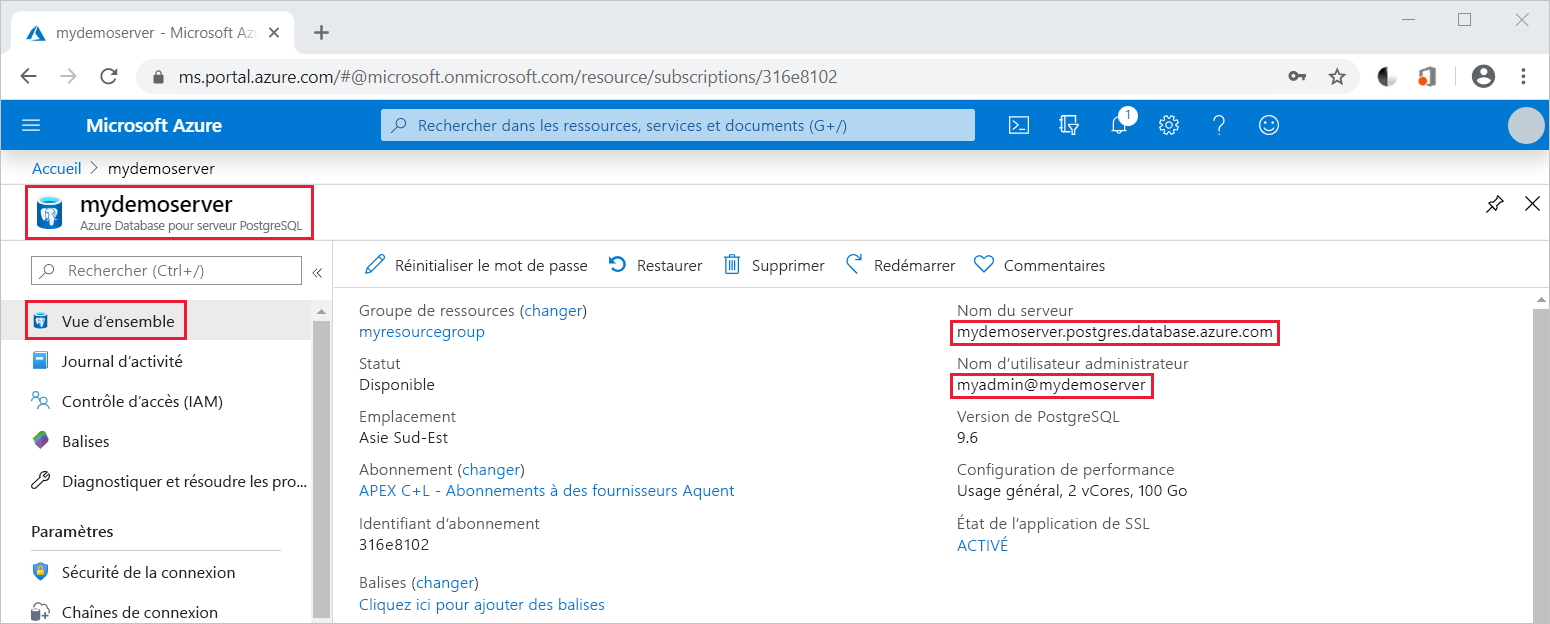 mydemoserver - Microsoft Az
ms.portal.azure.com/#@microsoft.onmicrosoft.com/resource/subscriptions/316e8102
Microsoft Azure
Rechercher dans les ressources, services et documents (G+/)
1
Accueil > mydemoserver
mydemoserver
Azure Database pour serveur PostgreSQL
Rechercher (Ctrl+/)
«
Vue d'ensemble
Journal d'activité
Contrôle d'accès (IAM)
Balises
Diagnostiquer et résoudre les pro...
Paramètres
Sécurité de la connexion
Chaînes de connexion
Réinitialiser le mot de passe Restaurer Supprimer Redémarrer Commentaires
Groupe de ressources (changer)
myresourcegroup
Statut
Disponible
Emplacement
Asie Sud-Est
Abonnement (changer)
APEX C+L - Abonnements à des fournisseurs Aquent
Identifiant d'abonnement
316e8102
Balises (changer)
Cliquez ici pour ajouter des balises
Nom du serveur
mydemoserver.postgres.database.azure.com
Nom d'utilisateur administrateur
myadmin@mydemoserver
Version de PostgreSQL
9.6
Configuration de performance
Usage général, 2 vCores, 100 Go
État de l'application de SSL
ACTIVÉ